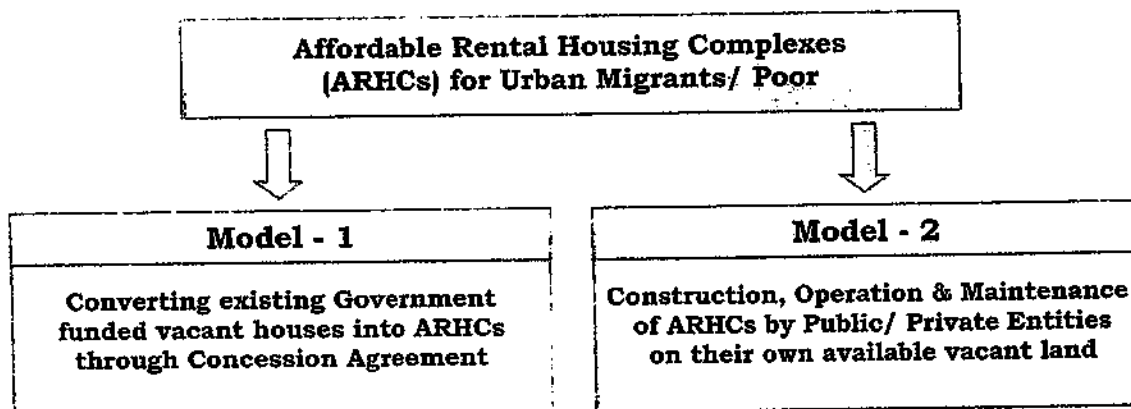 Affordable Rental Housing Complexes
(ARHCs) for Urban Migrants/ Poor
Model - 1
Converting existing Government
funded vacant houses into ARHCs
through Concession Agreement
Model - 2
Construction, Operation & Maintenance
of ARHCs by Public/ Private Entities
on their own available vacant land